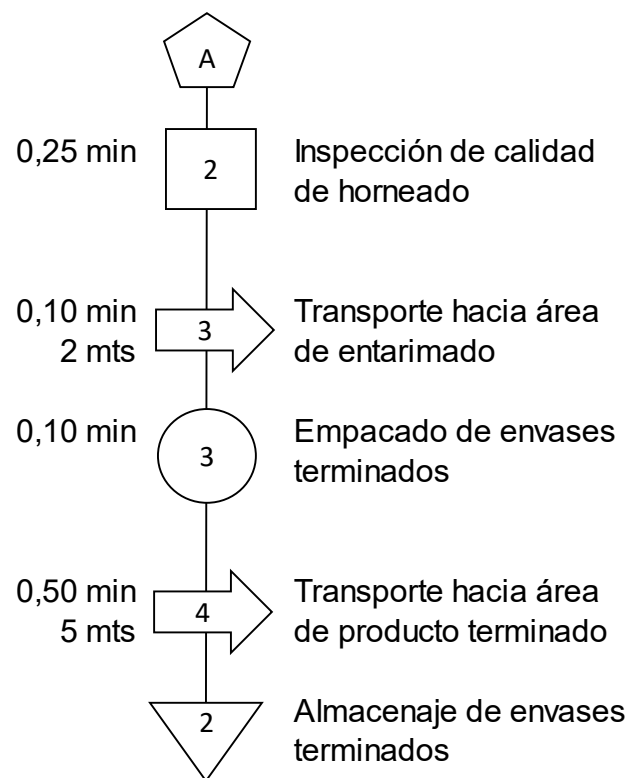 A
0,25 min
2
Inspección de calidad
de horneado
0,10 min
2 mts
3
Transporte hacia área
de entarimado
0,10 min
3
Empacado de envases
terminados
0,50 min
5 mts
4
Transporte hacia área
de producto terminado
2
Almacenaje de envases
terminados